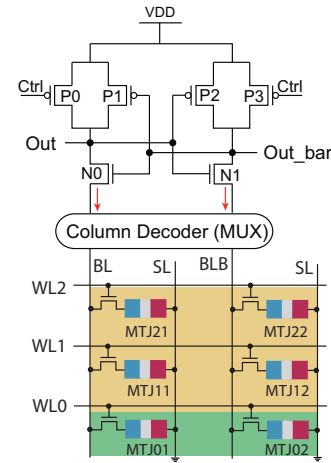 VDD
Ctrl P0 P1 P2 P3 Ctrl
Out Out_bar
N0 N1
Column Decoder (MUX)
BL SL BLB SL
WL2
MTJ21 MTJ22
WL1
MTJ11 MTJ12
WL0
MTJ01 MTJ02